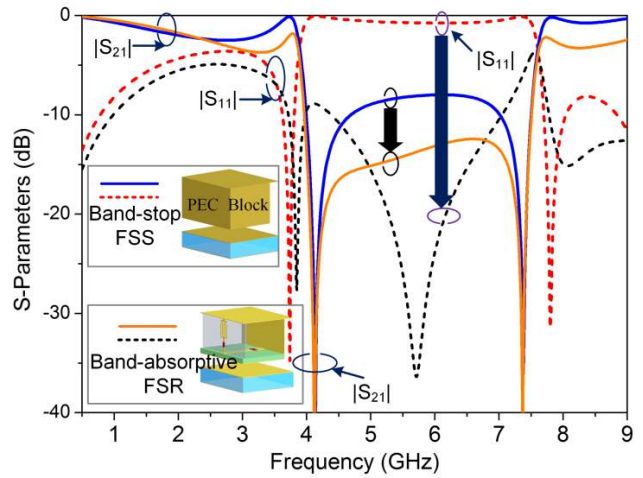 S-Parameters (dB)
0
-10
-20
-30
-40
|S21|
|S11|
|S11|
PEC Block
Band-stop
FSS
Band-absorptive
FSR
|S21|
1 2 3 4 5 6 7 8 9
Frequency (GHz)